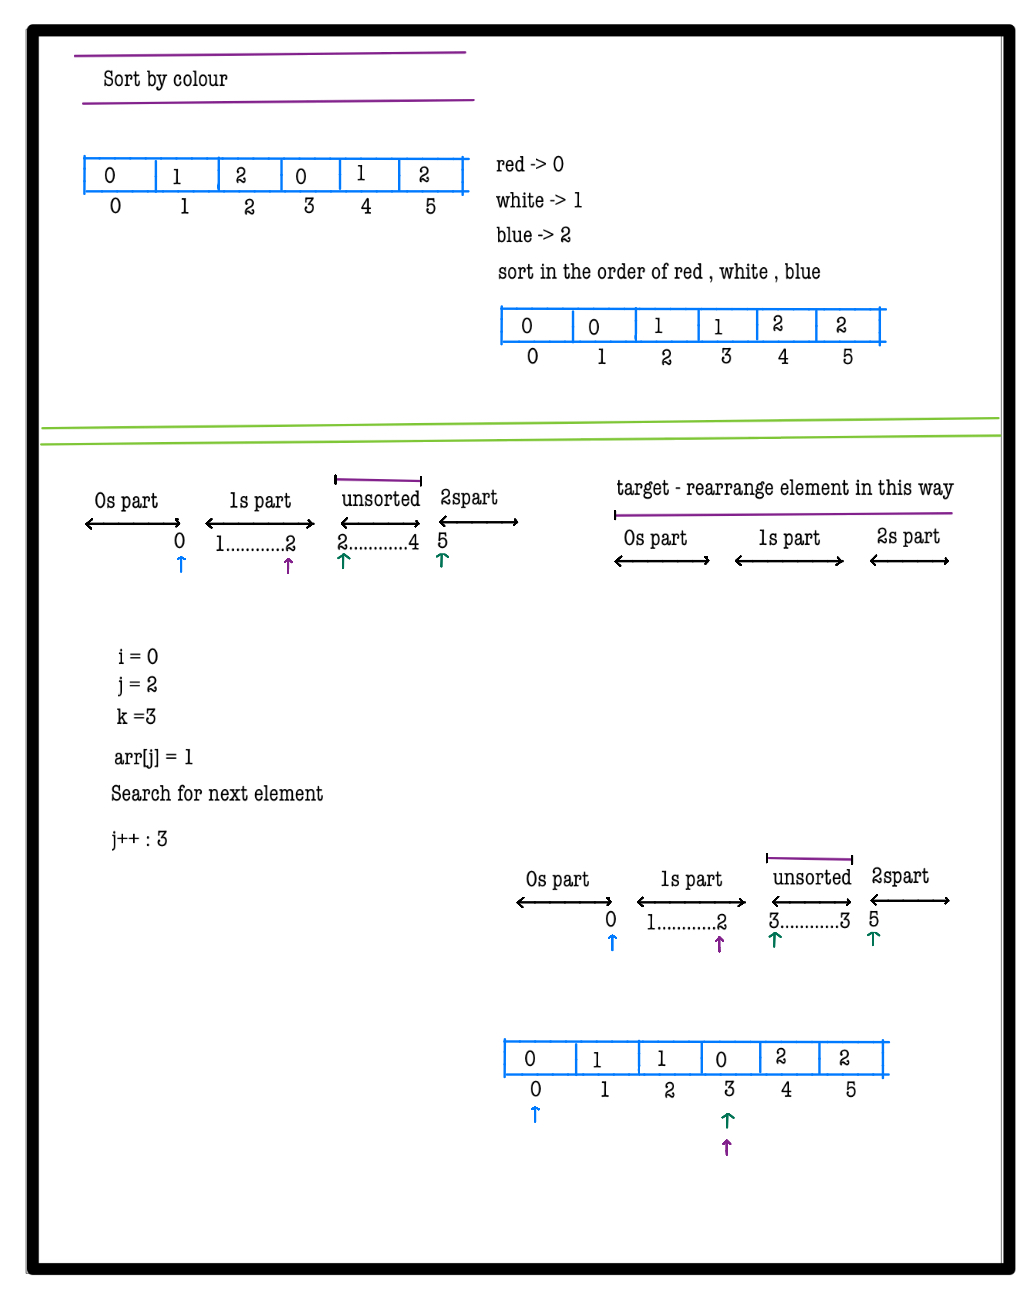 Sort by colour
0 1 2 0 1 2
0 1 2 3 4 5
red -> 0
white -> 1
blue -> 2
sort in the order of red , white , blue
0 0 1 1 2 2
0 1 2 3 4 5
0s part 1s part unsorted 2spart
0 1............2 2............4 5
target - rearrange element in this way
0s part 1s part 2s part
i = 0
j = 2
k =3
arr[j] = 1
Search for next element
j++ : 3
0s part 1s part unsorted 2spart
0 1............2 3............3 5
0 1 1 0 2 2
0 1 2 3 4 5